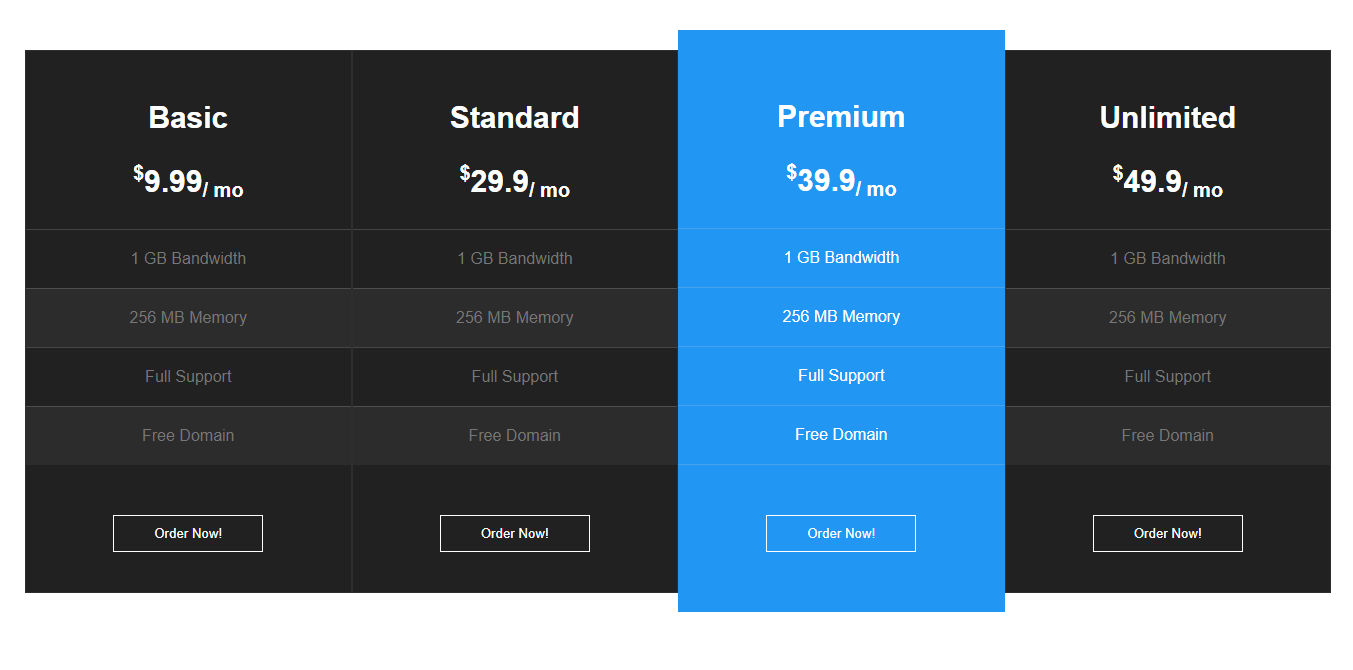 Basic
$9.99/ mo
1 GB Bandwidth
256 MB Memory
Full Support
Free Domain
Order Now!
Standard
$29.9/ mo
1 GB Bandwidth
256 MB Memory
Full Support
Free Domain
Order Now!
Premium
$39.9/ mo
1 GB Bandwidth
256 MB Memory
Full Support
Free Domain
Order Now!
Unlimited
$49.9/ mo
1 GB Bandwidth
256 MB Memory
Full Support
Free Domain
Order Now!